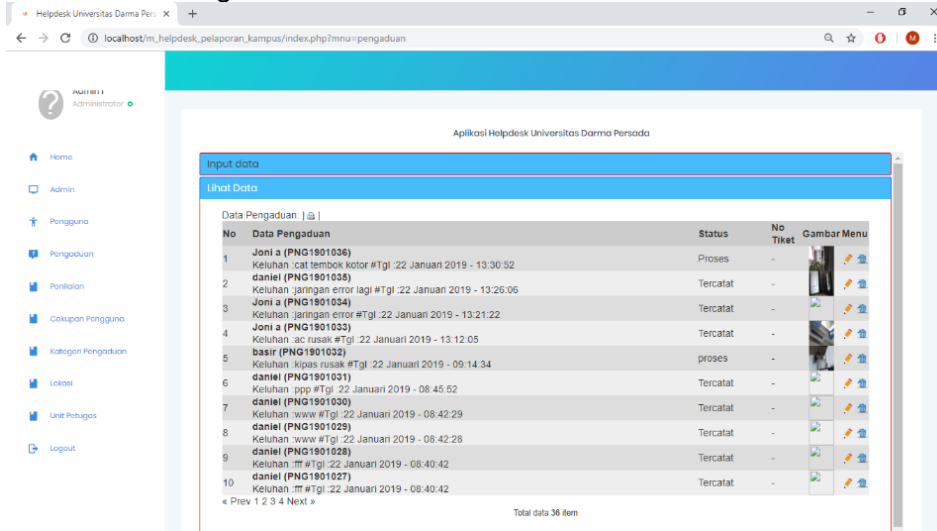 Helpdesk Universitas Darma Pers
localhost/m_helpdesk_pelaporan_kampus/index.php?mnu=pengaduan
Administrator
Aplikasi Helpdesk Universitas Darma Persada
Home
Admin
Pengguna
Pengaduan
Penilaian
Cakupan Pengguna
Kategori Pengaduan
Lokasi
Unit Petugas
Logout
Input data
Lihat Data
Data Pengaduan: | |
No Data Pengaduan Status No Tiket Gambar Menu
1 Joni a (PNG1901036) Proses -
Keluhan :cat tembok kotor #Tgl :22 Januari 2019 - 13:30:52
2 daniel (PNG1901035) Tercatat -
Keluhan :jaringan error lagi #Tgl :22 Januari 2019 - 13:26:06
3 Joni a (PNG1901034) Tercatat -
Keluhan :jaringan error #Tgl :22 Januari 2019 - 13:21:22
4 Joni a (PNG1901033) Tercatat -
Keluhan :ac rusak #Tgl :22 Januari 2019 - 13:12:05
5 basir (PNG1901032) proses -
Keluhan :kipas rusak #Tgl :22 Januari 2019 - 09:14:34
6 daniel (PNG1901031) Tercatat -
Keluhan :ppp #Tgl :22 Januari 2019 - 08:45:52
7 daniel (PNG1901030) Tercatat -
Keluhan :www #Tgl :22 Januari 2019 - 08:42:29
8 daniel (PNG1901029) Tercatat -
Keluhan :www #Tgl :22 Januari 2019 - 08:42:28
9 daniel (PNG1901028) Tercatat -
Keluhan :fff #Tgl :22 Januari 2019 - 08:40:42
10 daniel (PNG1901027) Tercatat -
Keluhan :fff #Tgl :22 Januari 2019 - 08:40:42
« Prev 1 2 3 4 Next »
Total data 36 item